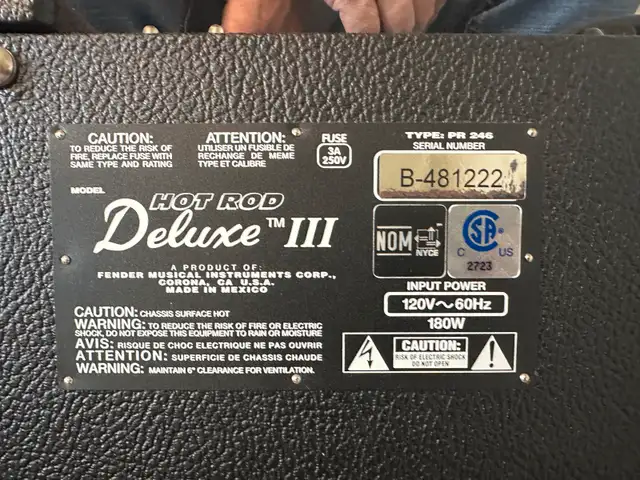 CAUTION:
TO REDUCE THE RISK OF
FIRE, REPLACE FUSE WITH
SAME TYPE AND RATING
ATTENTION:
UTILISER UN FUSIBLE DE
RECHANGE DE MEME
TYPE ET CALIBRE
FUSE
3A
250V
TYPE: PR 246
SERIAL NUMBER
B-481222
MODEL
HOT ROD
Deluxe™ III
A PRODUCT OF:
FENDER MUSICAL INSTRUMENTS CORP.,
CORONA, CA U.S.A.
MADE IN MEXICO
NOM
NYCE
CSA
C US
2723
INPUT POWER
120V~60Hz
180W
CAUTION: CHASSIS SURFACE HOT
WARNING: TO REDUCE THE RISK OF FIRE OR ELECTRIC
SHOCK, DO NOT EXPOSE THIS EQUIPMENT TO RAIN OR MOISTURE
AVIS: RISQUE DE CHOC ELECTRIQUE NE PAS OUVRIR
ATTENTION: SUPERFICIE DE CHASSIS CHAUDE
WARNING: MAINTAIN 6" CLEARANCE FOR VENTILATION.
CAUTION:
RISK OF ELECTRIC SHOCK
DO NOT OPEN